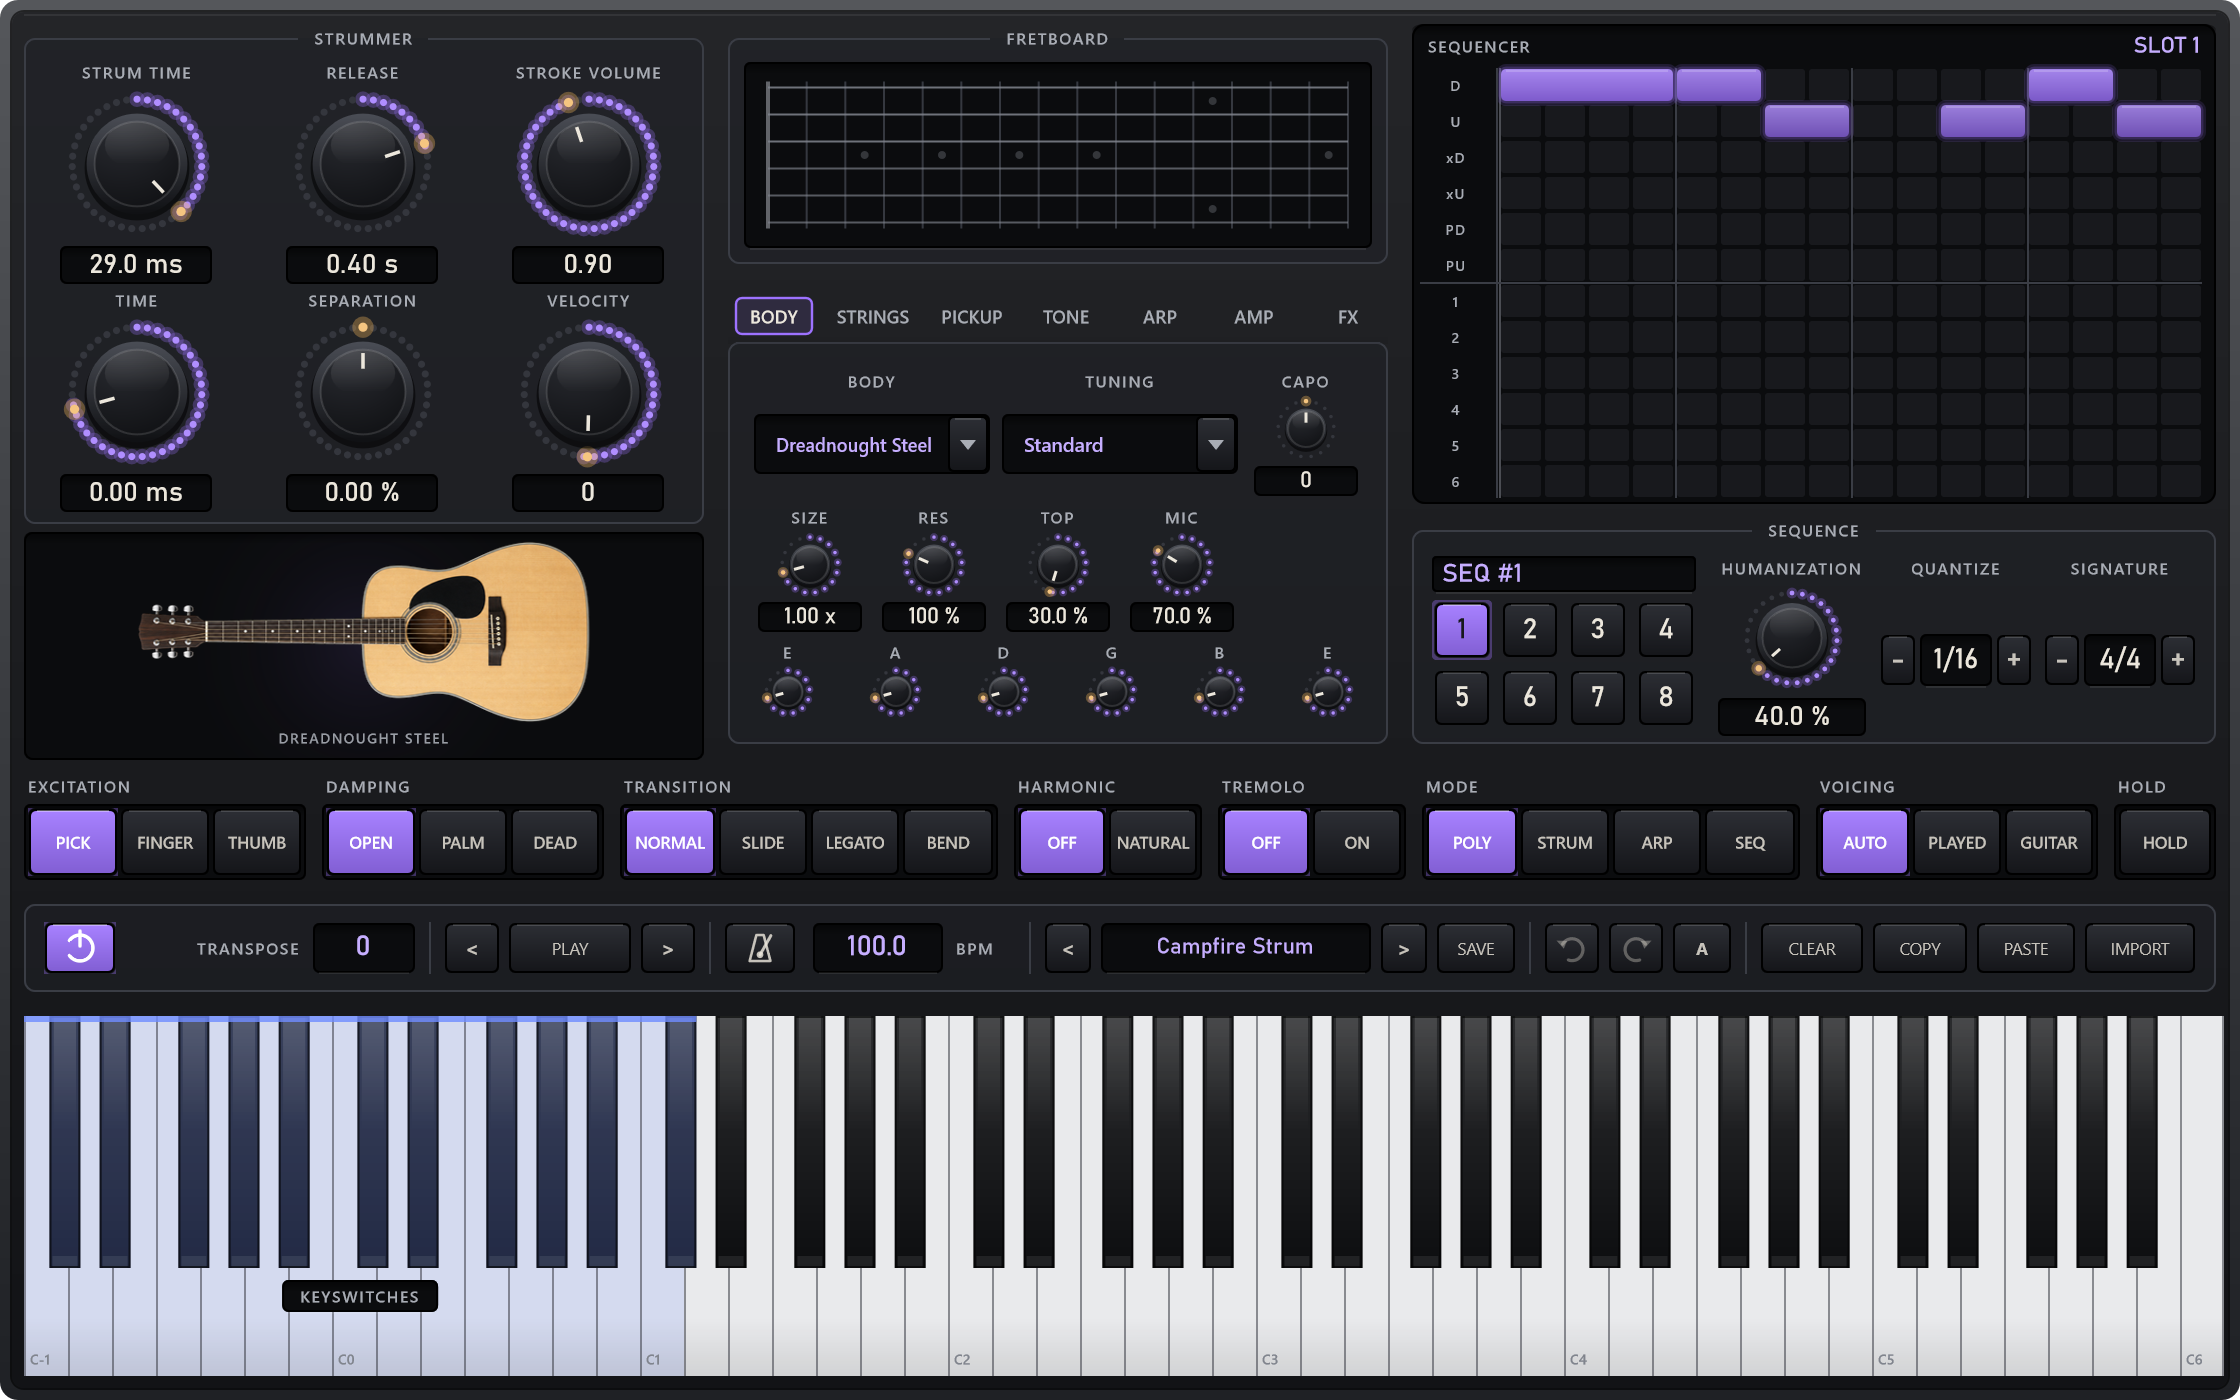 STRUMMER
STRUM TIME RELEASE STROKE VOLUME
29.0 ms 0.40 s 0.90
TIME SEPARATION VELOCITY
0.00 ms 0.00 % 0
DREADNOUGHT STEEL
FRETBOARD
BODY STRINGS PICKUP TONE ARP AMP FX
BODY TUNING CAPO
Dreadnought Steel Standard
0
SIZE RES TOP MIC
1.00 x 100 % 30.0 % 70.0 %
E A D G B E
SEQUENCER SLOT 1
D
U
xD
xU
PD
PU
1
2
3
4
5
6
SEQUENCE
SEQ #1 HUMANIZATION QUANTIZE SIGNATURE
1 2 3 4
- 1/16 + - 4/4 +
5 6 7 8
40.0 %
EXCITATION DAMPING TRANSITION HARMONIC TREMOLO MODE VOICING HOLD
PICK FINGER THUMB OPEN PALM DEAD NORMAL SLIDE LEGATO BEND OFF NATURAL OFF ON POLY STRUM ARP SEQ AUTO PLAYED GUITAR HOLD
TRANSPOSE 0 < PLAY > 100.0 BPM < Campfire Strum > SAVE A CLEAR COPY PASTE IMPORT
KEYSWITCHES
C-1 C0 C1 C2 C3 C4 C5 C6